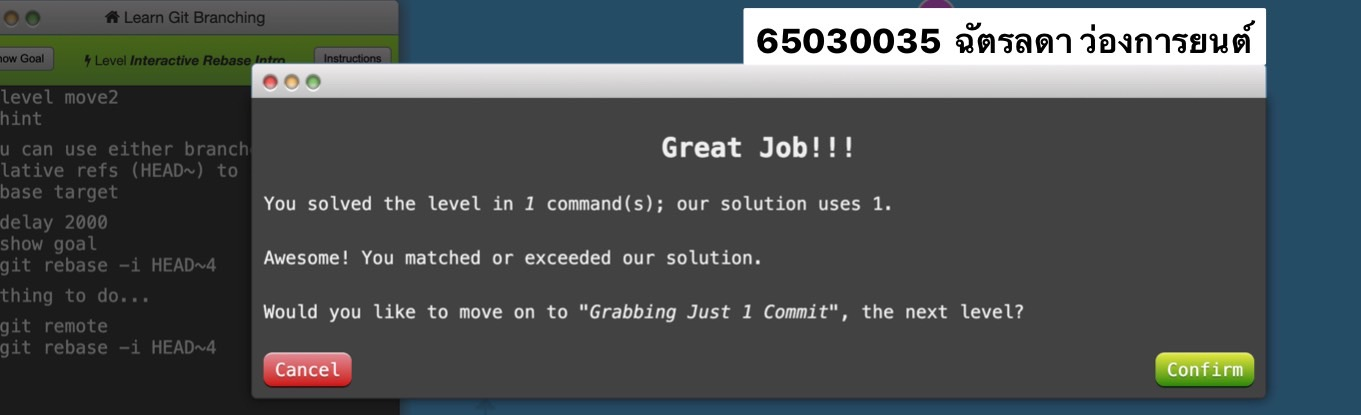 Learn Git Branching
65030035 ฉัตรลดา ว่องการยนต์
Show Goal
Level Interactive Rebase Intro
Instructions
level move2
hint
u can use either branche
lative refs (HEAD~) to
base target
delay 2000
show goal
git rebase -i HEAD~4
thing to do...
git remote
git rebase -i HEAD~4
Great Job!!!
You solved the level in 1 command(s); our solution uses 1.
Awesome! You matched or exceeded our solution.
Would you like to move on to "Grabbing Just 1 Commit", the next level?
Cancel
Confirm